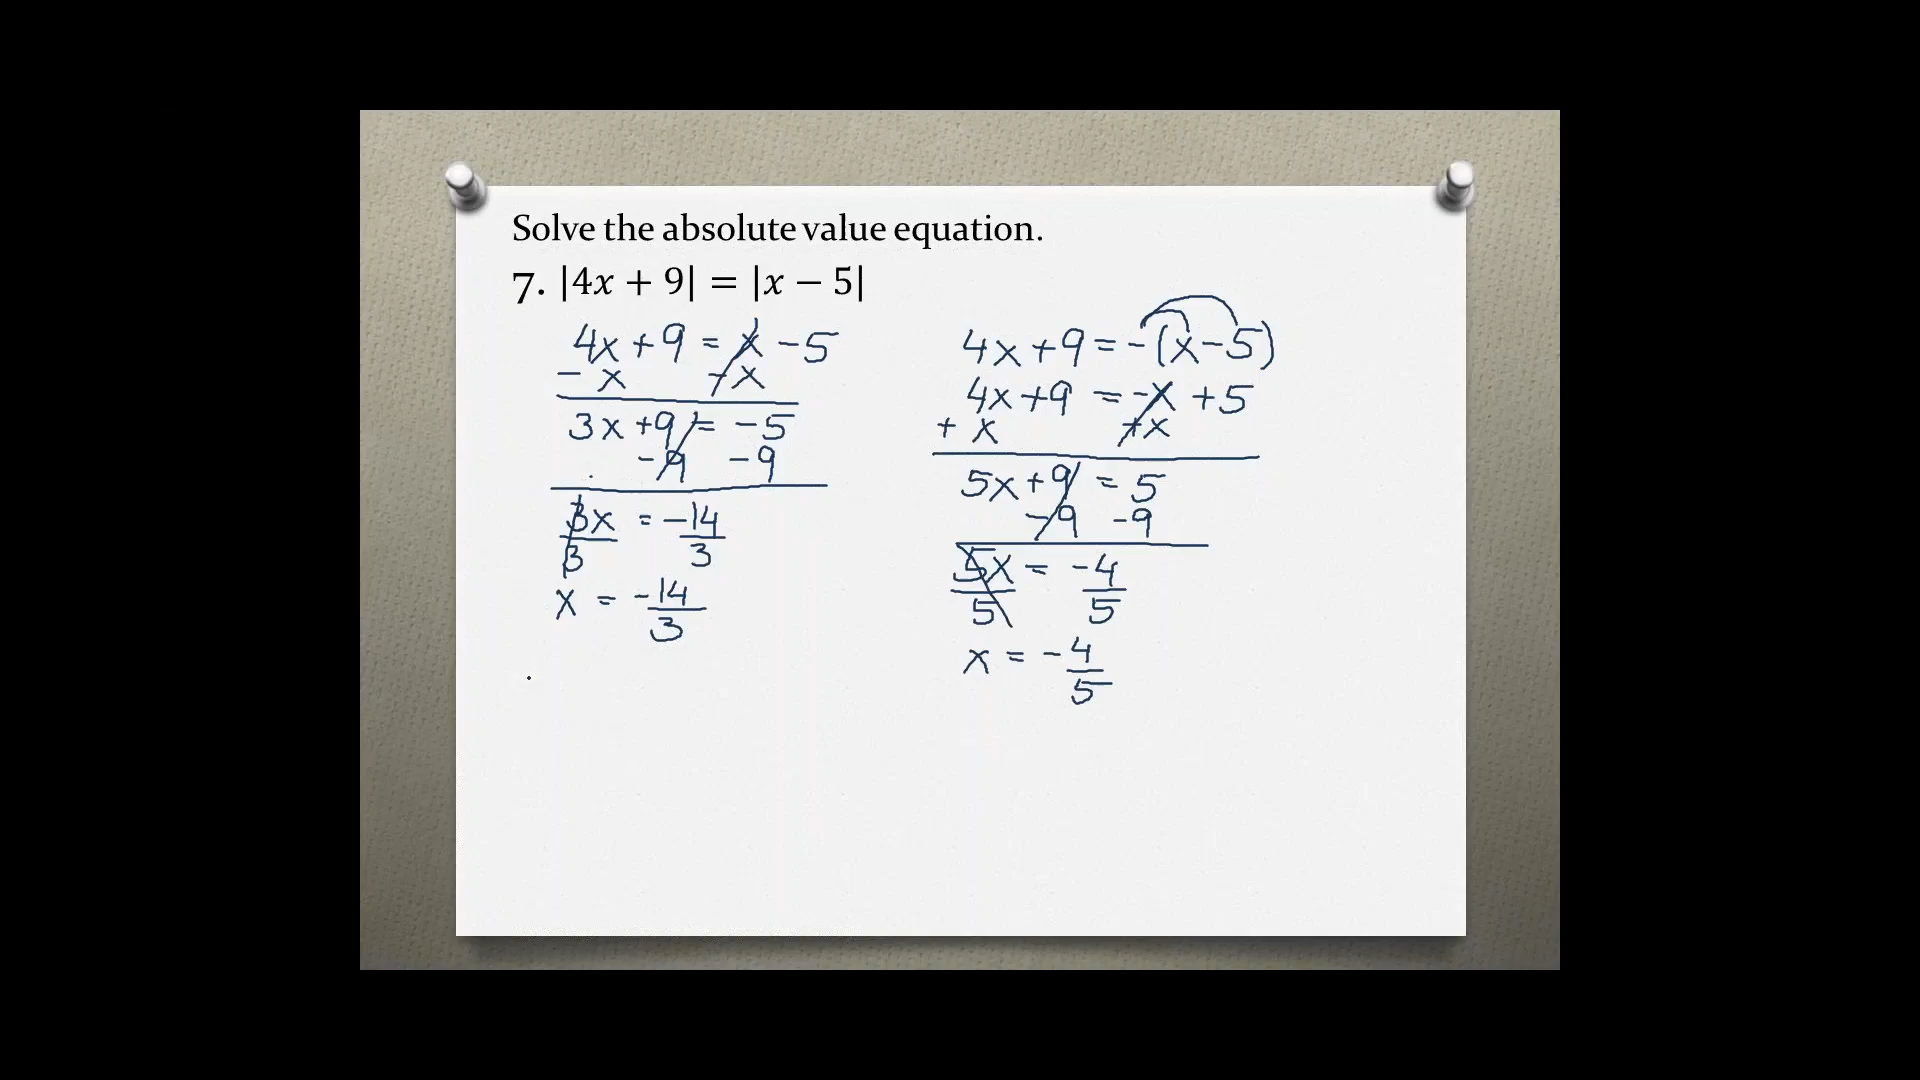 Solve the absolute value equation.
7. |4x + 9| = |x − 5|
4x + 9 = x − 5
− x − x
3x + 9 = −5
− 9 − 9
3x = −14
3 3
x = −14
3
4x + 9 = −(x − 5)
4x + 9 = −x + 5
+ x + x
5x + 9 = 5
− 9 − 9
5x = −4
5 5
x = −4
5